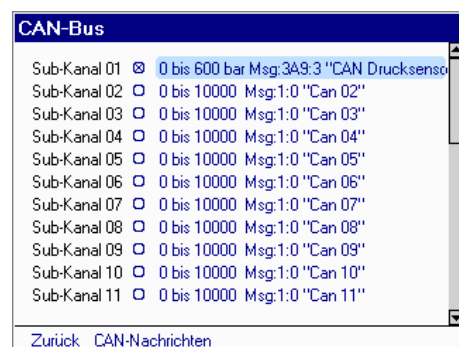 CAN-Bus
Sub-Kanal 01 0 bis 600 bar Msg:3A9:3 "CAN Drucksenso
Sub-Kanal 02 0 bis 10000 Msg:1:0 "Can 02"
Sub-Kanal 03 0 bis 10000 Msg:1:0 "Can 03"
Sub-Kanal 04 0 bis 10000 Msg:1:0 "Can 04"
Sub-Kanal 05 0 bis 10000 Msg:1:0 "Can 05"
Sub-Kanal 06 0 bis 10000 Msg:1:0 "Can 06"
Sub-Kanal 07 0 bis 10000 Msg:1:0 "Can 07"
Sub-Kanal 08 0 bis 10000 Msg:1:0 "Can 08"
Sub-Kanal 09 0 bis 10000 Msg:1:0 "Can 09"
Sub-Kanal 10 0 bis 10000 Msg:1:0 "Can 10"
Sub-Kanal 11 0 bis 10000 Msg:1:0 "Can 11"
Zurück CAN-Nachrichten